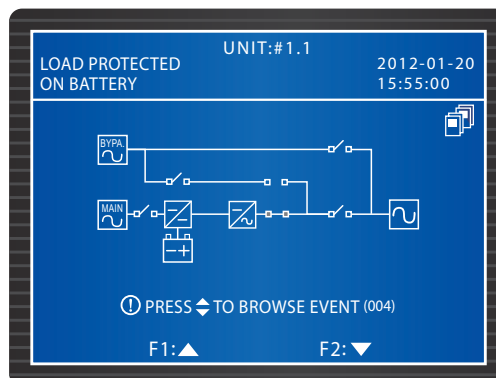 UNIT:#1.1
LOAD PROTECTED
ON BATTERY
2012-01-20
15:55:00
BYPA.
MAIN
PRESS TO BROWSE EVENT (004)
F1: F2: